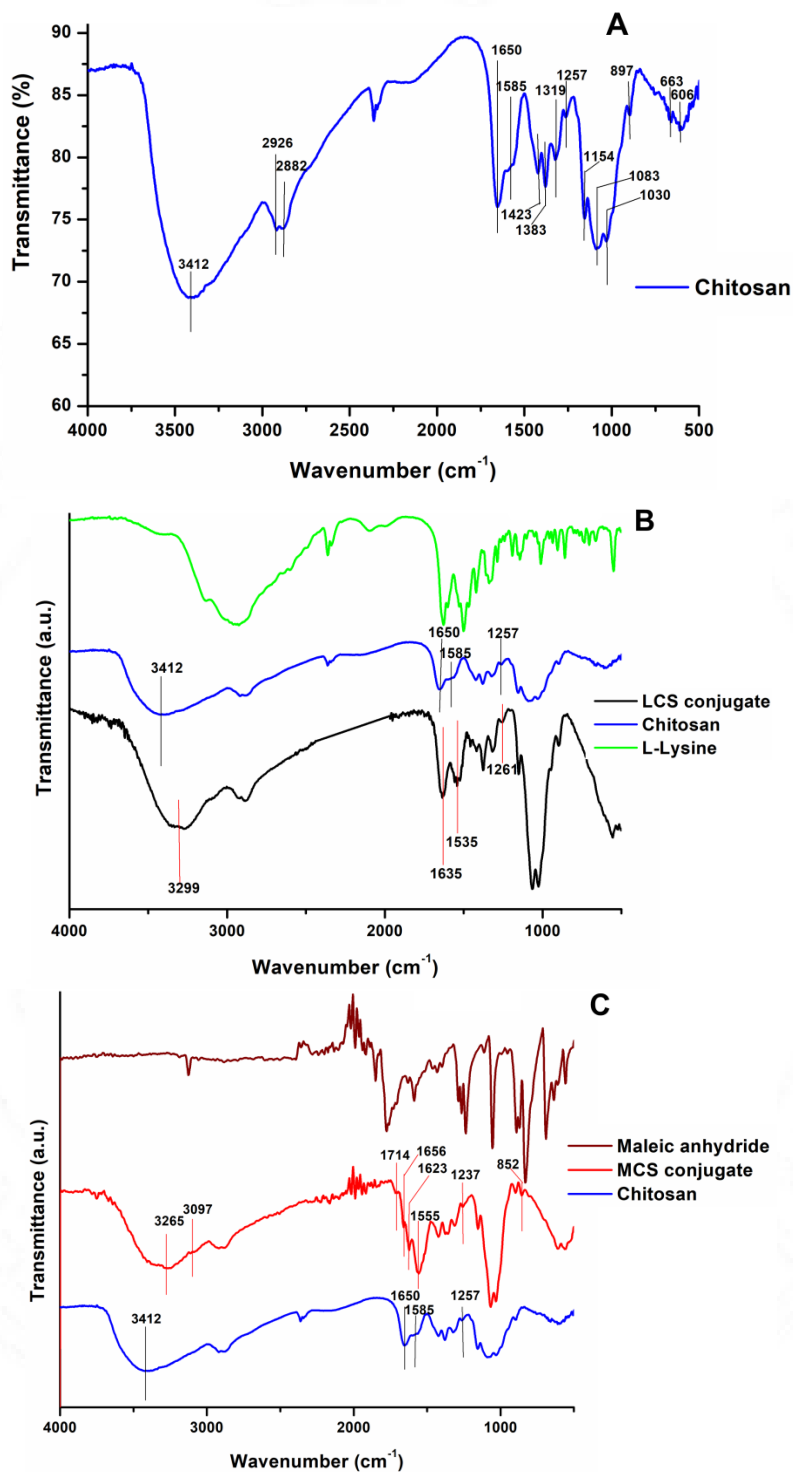 A
90
85
80
75
70
65
60
Transmittance (%)
3412
2926
2882
1650
1585
1423
1383
1319
1257
1154
1083
1030
897
663
606
Chitosan
4000 3500 3000 2500 2000 1500 1000 500
Wavenumber (cm-1)
B
Transmittance (a.u.)
3412
1650
1585
1257
3299
1635
1535
1261
LCS conjugate
Chitosan
L-Lysine
4000 3000 2000 1000
Wavenumber (cm-1)
C
Transmittance (a.u.)
1714
1656
1623
1555
1237
852
3265
3097
3412
1650
1585
1257
Maleic anhydride
MCS conjugate
Chitosan
4000 3000 2000 1000
Wavenumber (cm-1)